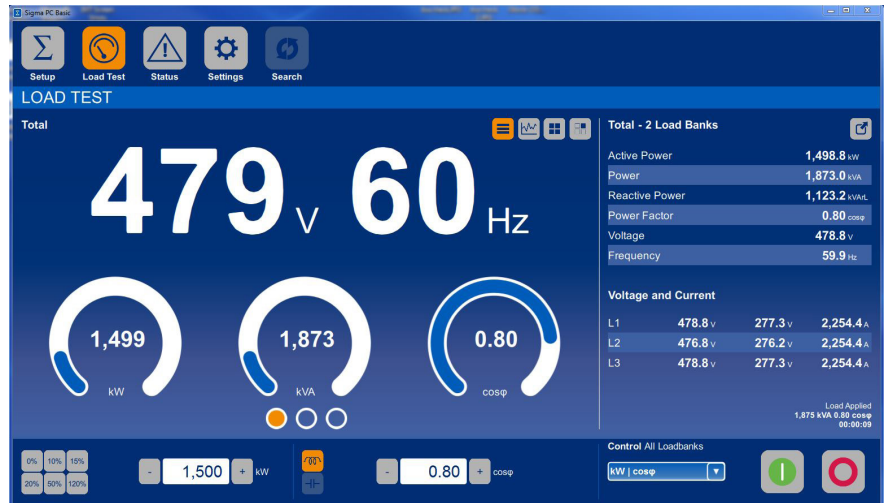 Sigma PC Basic
Setup Load Test Status Settings Search
LOAD TEST
Total
479 V 60 Hz
1,499 kW
1,873 kVA
0.80 cosφ
Total - 2 Load Banks
Active Power 1,498.8 kW
Power 1,873.0 kVA
Reactive Power 1,123.2 kVArL
Power Factor 0.80 cosφ
Voltage 478.8 V
Frequency 59.9 Hz
Voltage and Current
L1 478.8 V 277.3 V 2,254.4 A
L2 476.8 V 276.2 V 2,254.4 A
L3 478.8 V 277.3 V 2,254.4 A
Load Applied
1,875 kVA 0.80 cosφ
00:00:09
0% 10% 15%
20% 50% 120%
- 1,500 + kW
- 0.80 + cosφ
Control All Loadbanks
kW | cosφ